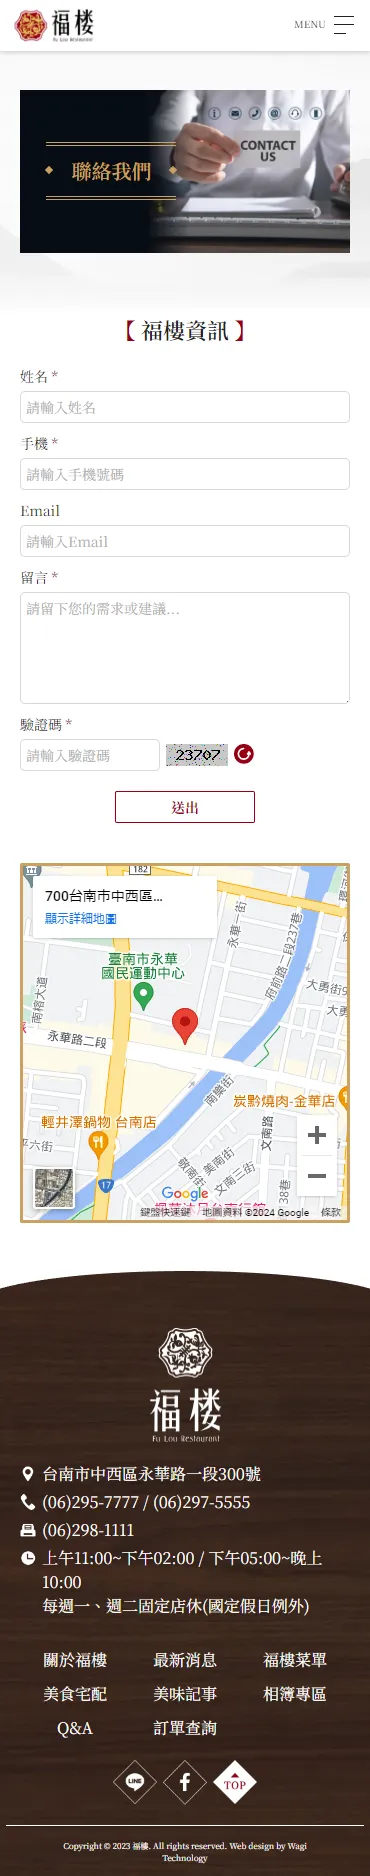 福楼
Fu Lou Restaurant
MENU
CONTACT
US
聯絡我們
【福樓資訊】
姓名 *
請輸入姓名
手機 *
請輸入手機號碼
Email
請輸入Email
留言 *
請留下您的需求或建議...
驗證碼 *
請輸入驗證碼
23707
送出
182
700台南市中西區...
顯示詳細地圖
永華一街
府前路二段237巷
臺南市永華
國民運動中心
大勇街
南榕大道
永華路二段
南樂街
炭黔燒肉-金華店
輕井澤鍋物 台南店
文南路
美南街
敬南街
文南三街
17
38巷
Google
鍵盤快速鍵
地圖資料 ©2024 Google
條款
福楼
Fu Lou Restaurant
台南市中西區永華路一段300號
(06)295-7777 / (06)297-5555
(06)298-1111
上午11:00~下午02:00 / 下午05:00~晚上
10:00
每週一、週二固定店休(國定假日例外)
關於福樓 最新消息 福樓菜單
美食宅配 美味記事 相簿專區
Q&A 訂單查詢
LINE
TOP
Copyright © 2023 福樓. All rights reserved. Web design by Wagi
Technology